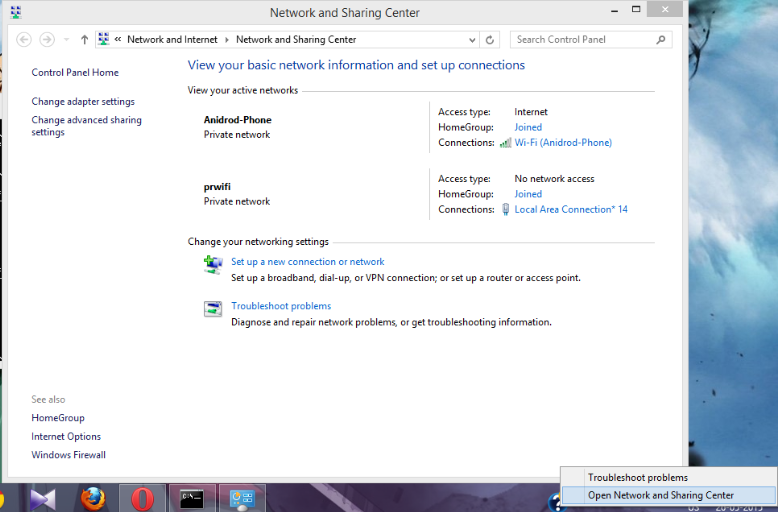 Network and Sharing Center
« Network and Internet
Network and Sharing Center
Search Control Panel
Control Panel Home
Change adapter settings
Change advanced sharing
settings
See also
HomeGroup
Internet Options
Windows Firewall
View your basic network information and set up connections
View your active networks
Anidrod-Phone
Private network
Access type: Internet
HomeGroup: Joined
Connections: Wi-Fi (Anidrod-Phone)
prwifi
Private network
Access type: No network access
HomeGroup: Joined
Connections: Local Area Connection* 14
Change your networking settings
Set up a new connection or network
Set up a broadband, dial-up, or VPN connection; or set up a router or access point.
Troubleshoot problems
Diagnose and repair network problems, or get troubleshooting information.
Troubleshoot problems
Open Network and Sharing Center
C:\_